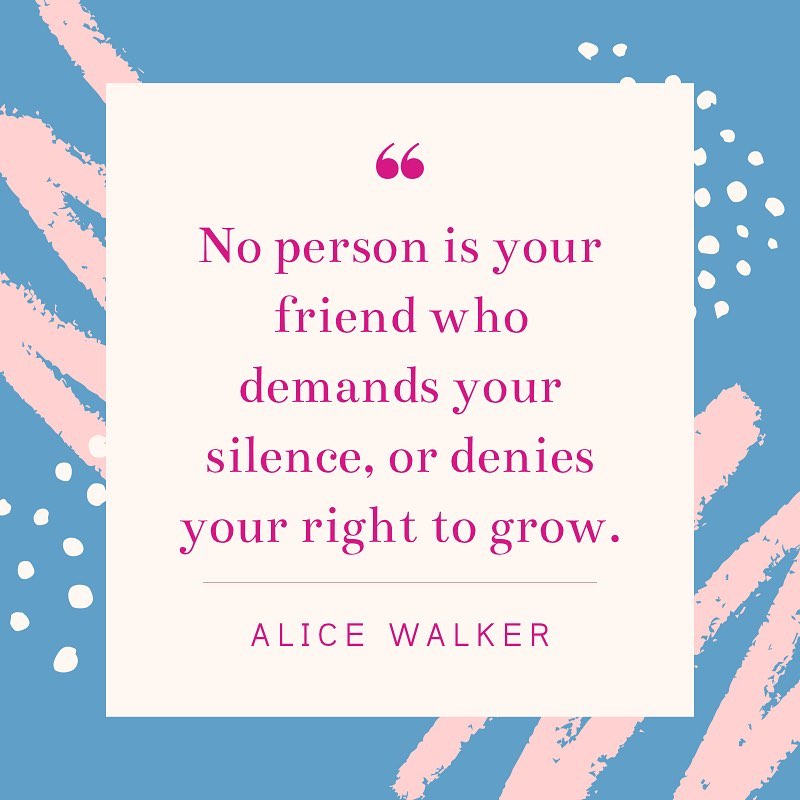 “
No person is your
friend who
demands your
silence, or denies
your right to grow.
ALICE WALKER